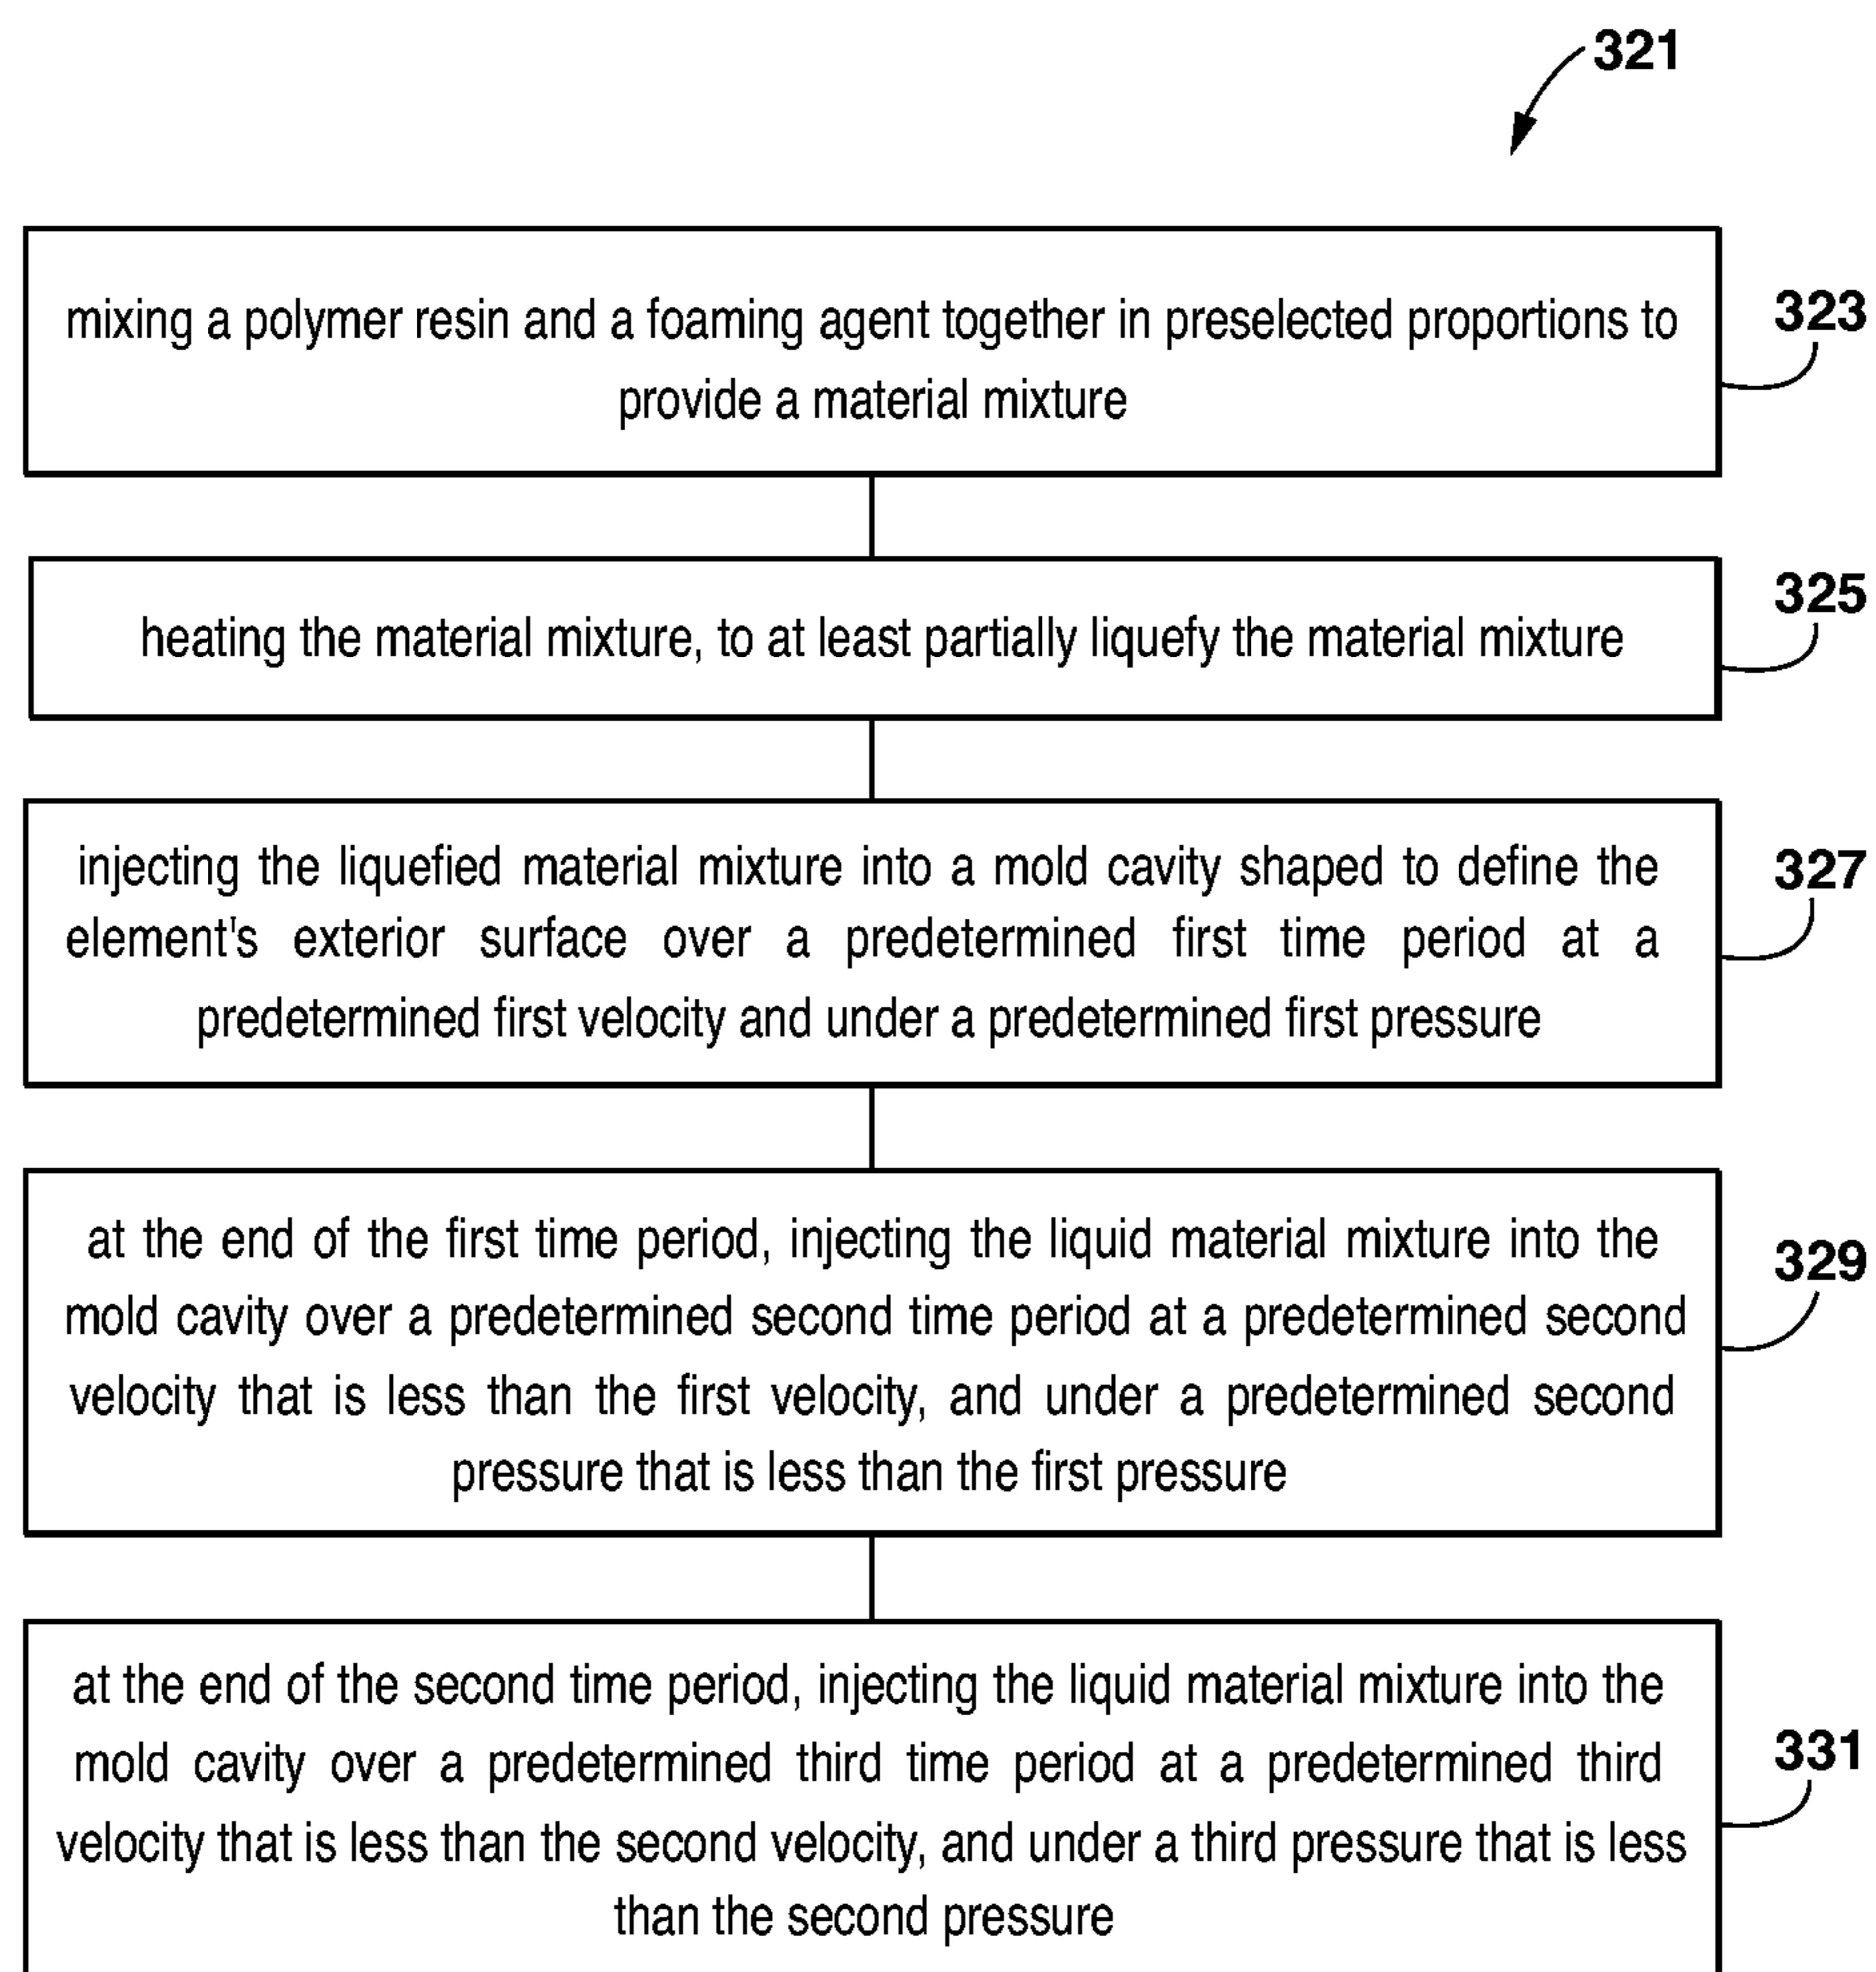 321
mixing a polymer resin and a foaming agent together in preselected proportions to
provide a material mixture
323
heating the material mixture, to at least partially liquefy the material mixture
325
injecting the liquefied material mixture into a mold cavity shaped to define the
element's exterior surface over a predetermined first time period at a
predetermined first velocity and under a predetermined first pressure
327
at the end of the first time period, injecting the liquid material mixture into the
mold cavity over a predetermined second time period at a predetermined second
velocity that is less than the first velocity, and under a predetermined second
pressure that is less than the first pressure
329
at the end of the second time period, injecting the liquid material mixture into the
mold cavity over a predetermined third time period at a predetermined third
velocity that is less than the second velocity, and under a third pressure that is less
than the second pressure
331